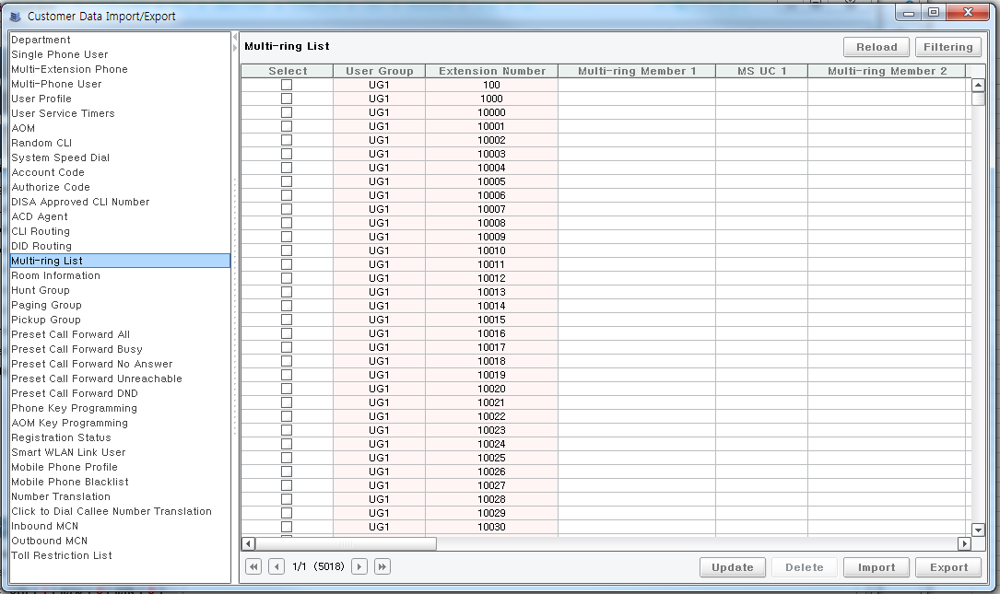 Customer Data Import/Export
Department
Single Phone User
Multi-Extension Phone
Multi-Phone User
User Profile
User Service Timers
AOM
Random CLI
System Speed Dial
Account Code
Authorize Code
DISA Approved CLI Number
ACD Agent
CLI Routing
DID Routing
Multi-ring List
Room Information
Hunt Group
Paging Group
Pickup Group
Preset Call Forward All
Preset Call Forward Busy
Preset Call Forward No Answer
Preset Call Forward Unreachable
Preset Call Forward DND
Phone Key Programming
AOM Key Programming
Registration Status
Smart WLAN Link User
Mobile Phone Profile
Mobile Phone Blacklist
Number Translation
Click to Dial Callee Number Translation
Inbound MCN
Outbound MCN
Toll Restriction List
Multi-ring List Reload Filtering
Select User Group Extension Number Multi-ring Member 1 MS UC 1 Multi-ring Member 2
UG1 100
UG1 1000
UG1 10000
UG1 10001
UG1 10002
UG1 10003
UG1 10004
UG1 10005
UG1 10006
UG1 10007
UG1 10008
UG1 10009
UG1 10010
UG1 10011
UG1 10012
UG1 10013
UG1 10014
UG1 10015
UG1 10016
UG1 10017
UG1 10018
UG1 10019
UG1 10020
UG1 10021
UG1 10022
UG1 10023
UG1 10024
UG1 10025
UG1 10026
UG1 10027
UG1 10028
UG1 10029
UG1 10030
1/1 (5018) Update Delete Import Export